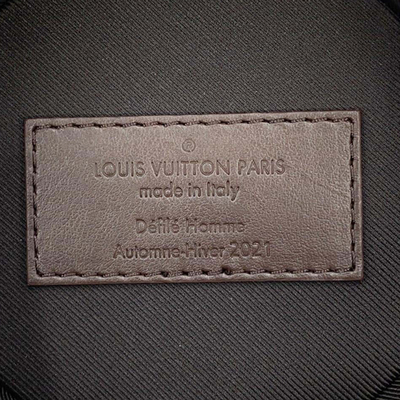 ®
LOUIS VUITTON PARIS
made in Italy
Défilé Homme
Automne-Hiver 2021